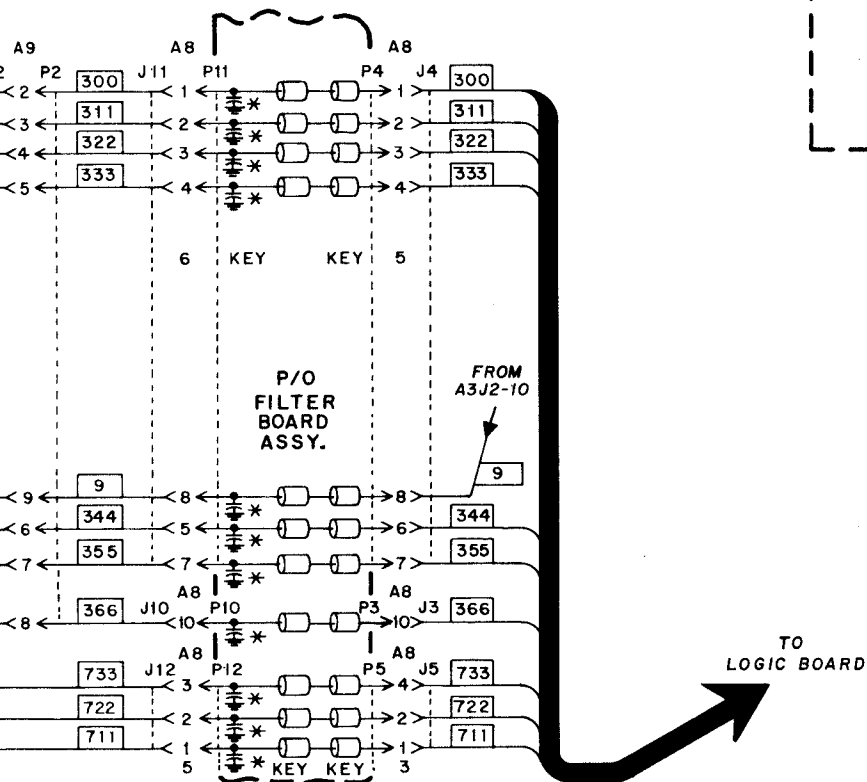 A9 A8 A8
2 P2 300 J11 P11 P4 J4 300
<2 <1 * 1>
311 311
<3 <2 * 2>
322 322
<4 <3 * 3>
333 333
<5 <4 * 4>
6 KEY KEY 5
FROM
A3J2-10
P/O
FILTER
BOARD
ASSY.
9 9
<9 <8 * 8>
344 344
<6 <5 * 6>
355 355
<7 <7 * 7>
A8 A8
366 J10 P10 P3 J3 366
<8 <10 * 10>
A8 A8
733 J12 P12 P5 J5 733
<3 * 4>
722 722
<2 * 2>
711 711
<1 * 1>
5 KEY KEY 3
TO
LOGIC BOARD